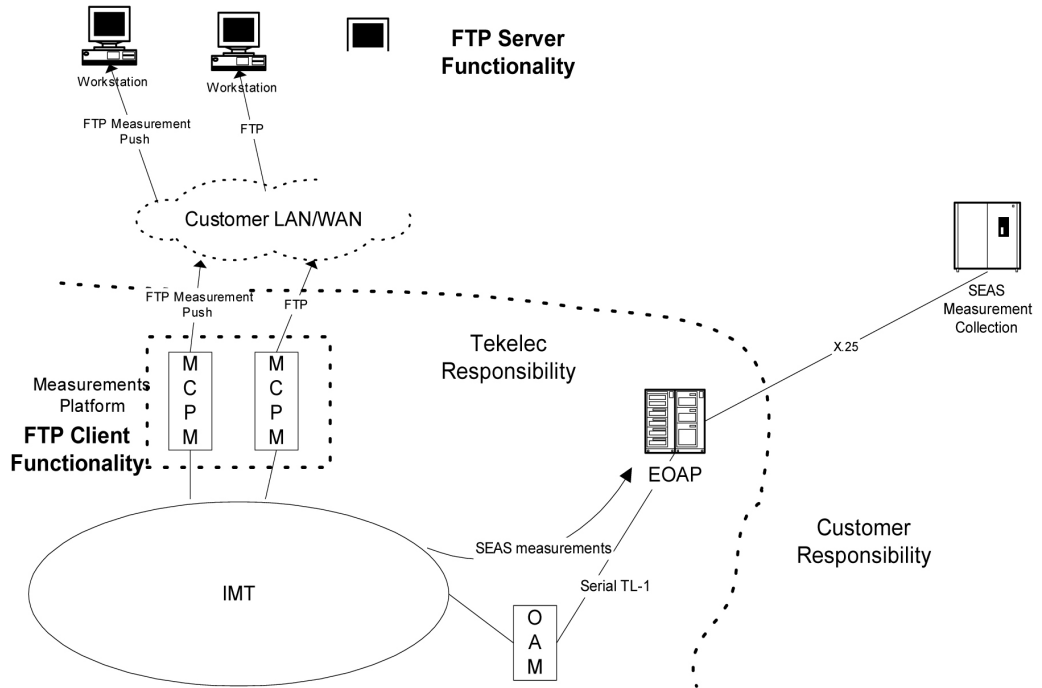 FTP Server
Functionality
Workstation
Workstation
FTP Measurement
Push
FTP
Customer LAN/WAN
SEAS
Measurement
Collection
FTP Measurement
Push
FTP
X.25
Tekelec
Responsibility
Measurements
Platform
FTP Client
Functionality
M
C
P
M
M
C
P
M
EOAP
SEAS measurements
Customer
Responsibility
IMT
Serial TL-1
O
A
M